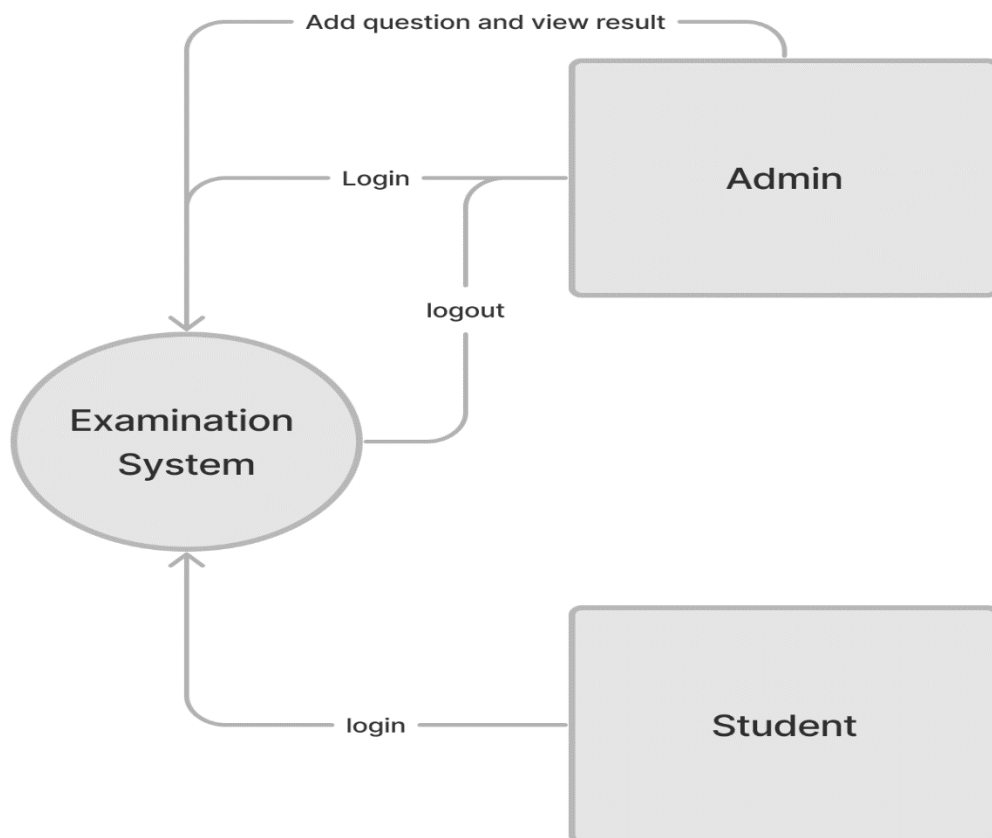 Add question and view result
Login
Admin
logout
Examination
System
login
Student